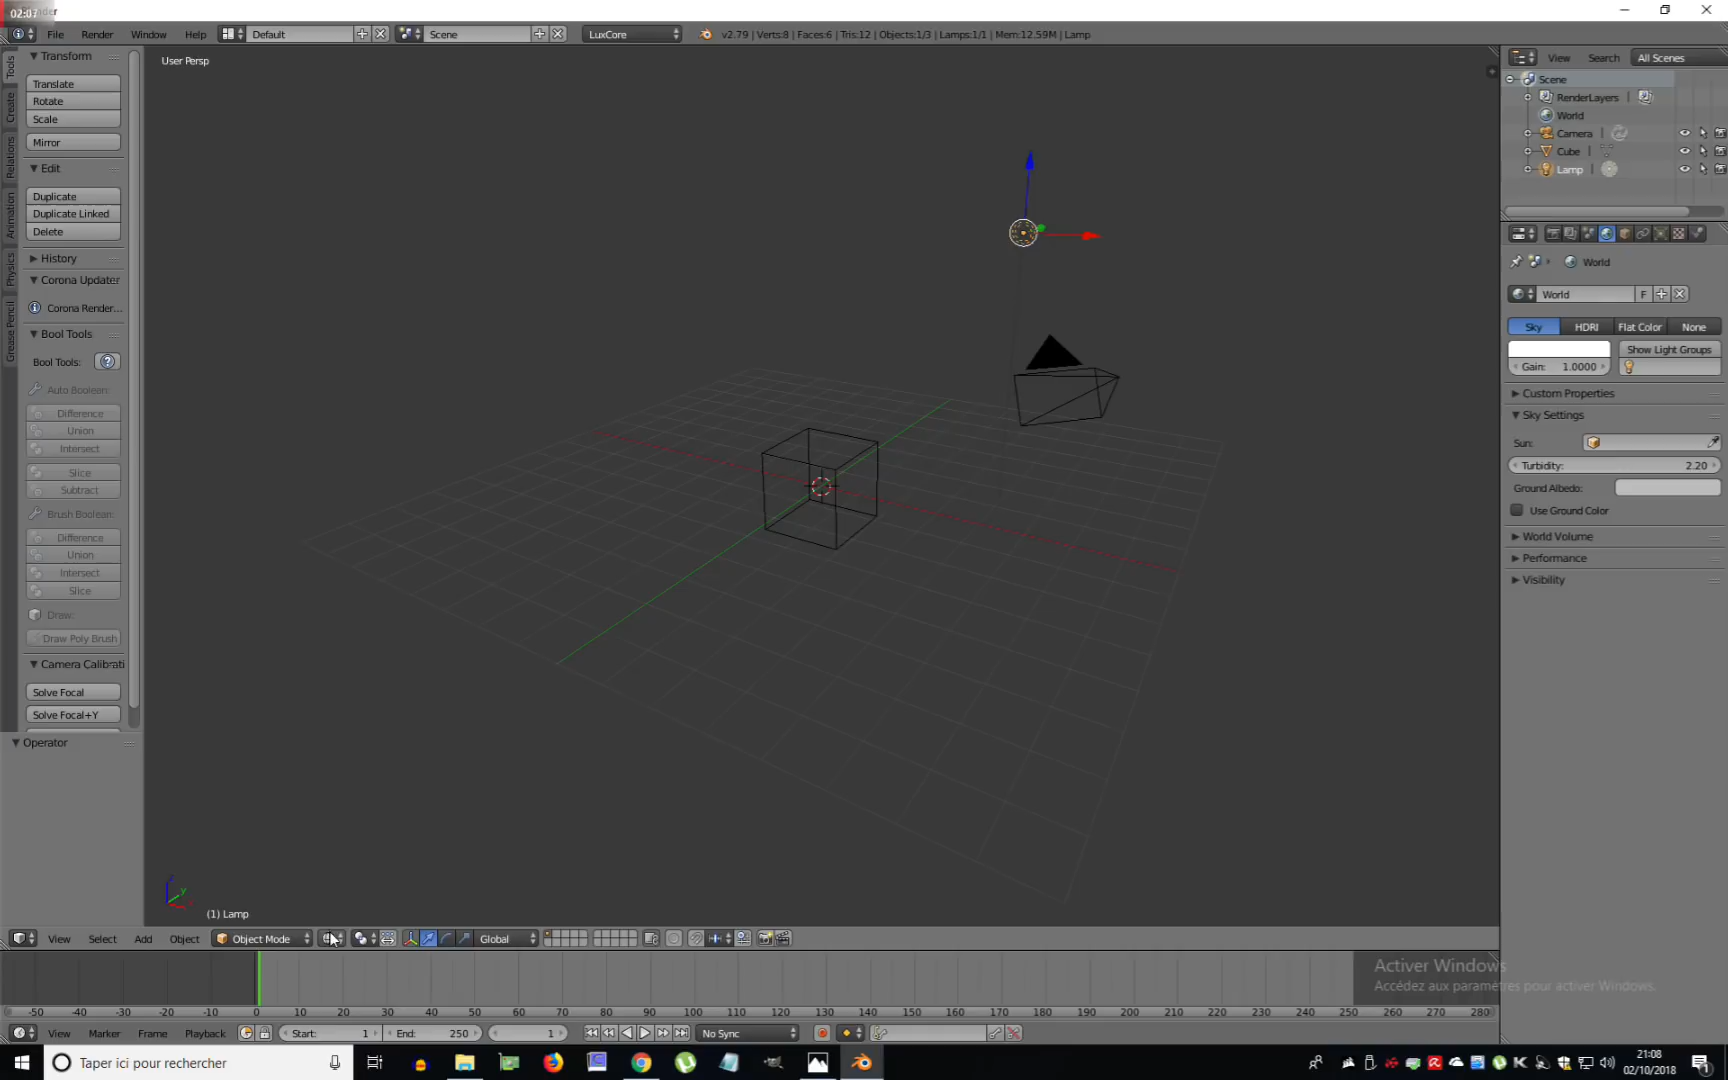 02:07
File Render Window Help Default Scene LuxCore v2.79 | Verts:8 | Faces:6 | Tris:12 | Objects:1/3 | Lamps:1/1 | Mem:12.59M | Lamp
Tools
Create
Relations
Animation
Physics
Grease Pencil
Transform
Translate
Rotate
Scale
Mirror
Edit
Duplicate
Duplicate Linked
Delete
History
Corona Updater
Corona Render...
Bool Tools
Bool Tools:
Auto Boolean:
Difference
Union
Intersect
Slice
Subtract
Brush Boolean:
Difference
Union
Intersect
Slice
Draw:
Draw Poly Brush
Camera Calibrati
Solve Focal
Solve Focal+Y
Operator
User Persp
z
y
(1) Lamp
View Search All Scenes
Scene
RenderLayers
World
Camera
Cube
Lamp
World
World F
Sky HDRI Flat Color None
Show Light Groups
Gain: 1.0000
Custom Properties
Sky Settings
Sun:
Turbidity: 2.20
Ground Albedo:
Use Ground Color
World Volume
Performance
Visibility
View Select Add Object Object Mode Global
Activer Windows
Accédez aux paramètres pour activer Windows.
-50 -40 -30 -20 -10 0 10 20 30 40 50 60 70 80 90 100 110 120 130 140 150 160 170 180 190 200 210 220 230 240 250 260 270 280
View Marker Frame Playback Start: 1 End: 250 1 No Sync
Taper ici pour rechercher
21:08
02/10/2018
1